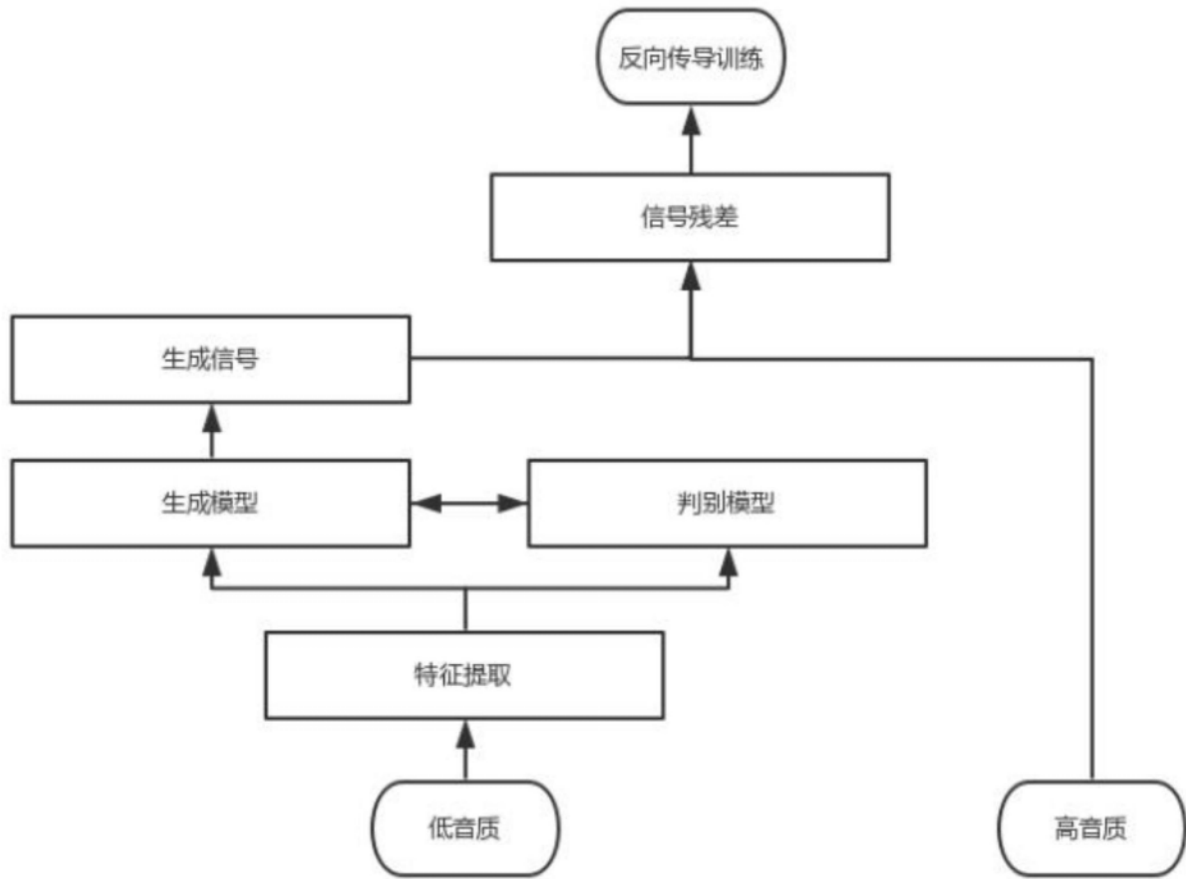 反向传导训练
信号残差
生成信号
生成模型
判别模型
特征提取
低音质
高音质